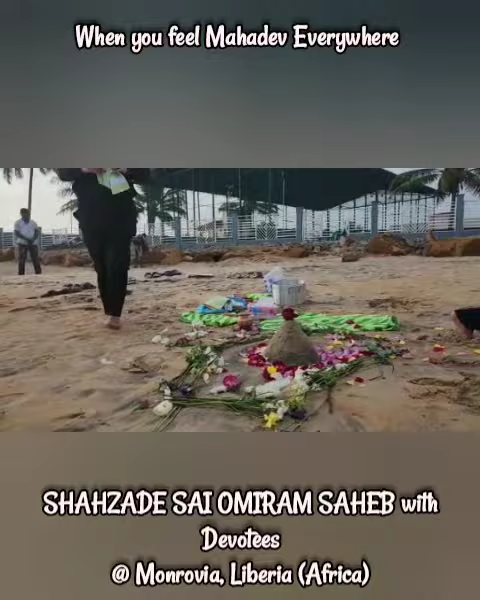 When you feel Mahadev Everywhere
SHAHZADE SAI OMIRAM SAHEB with
Devotees
@ Monrovia, Liberia (Africa)